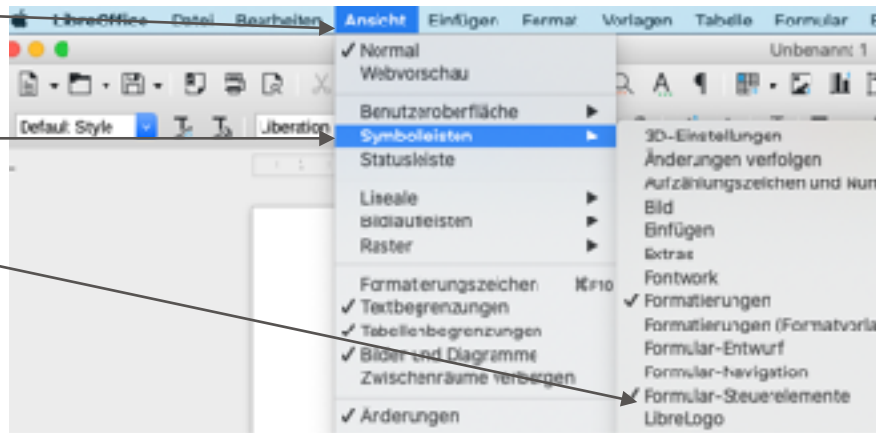 LibreOffice Datei Bearbeiten Ansicht Einfügen Format Vorlagen Tabelle Formular
Unbenannt 1
Default Style
Liberation
✓ Normal
Webvorschau
Benutzeroberfläche
Symbolleisten
Statusleiste
Lineale
Bildlaufleisten
Raster
Formatierungszeichen ⌘F10
✓ Textbegrenzungen
✓ Tabellenbegrenzungen
✓ Bilder und Diagramme
Zwischenräume verbergen
✓ Änderungen
3D-Einstellungen
Änderungen verfolgen
Aufzählungszeichen und Num
Bild
Einfügen
Extras
Fontwork
✓ Formatierungen
Formatierungen (Formatvorla
Formular-Entwurf
Formular-Navigation
✓ Formular-Steuerelemente
LibreLogo